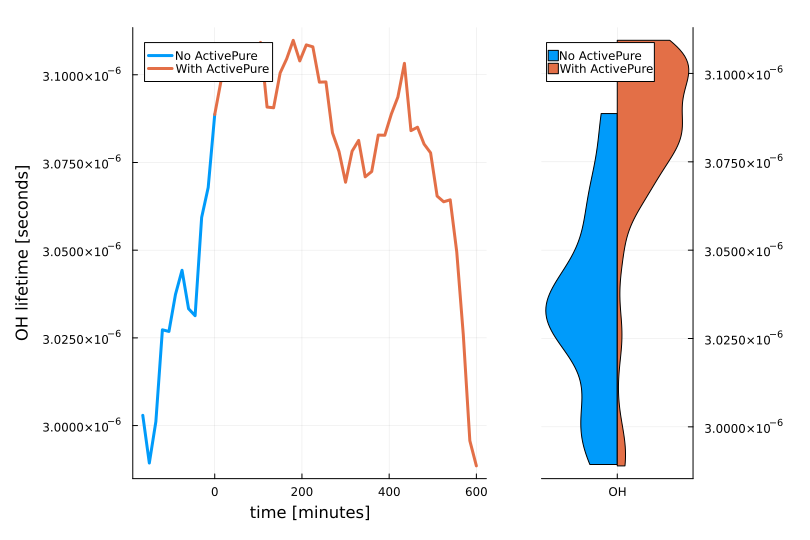 No ActivePure
With ActivePure
3.1000×10⁻⁶
3.0750×10⁻⁶
3.0500×10⁻⁶
3.0250×10⁻⁶
3.0000×10⁻⁶
OH lifetime [seconds]
0 200 400 600
time [minutes]
No ActivePure
With ActivePure
3.1000×10⁻⁶
3.0750×10⁻⁶
3.0500×10⁻⁶
3.0250×10⁻⁶
3.0000×10⁻⁶
OH